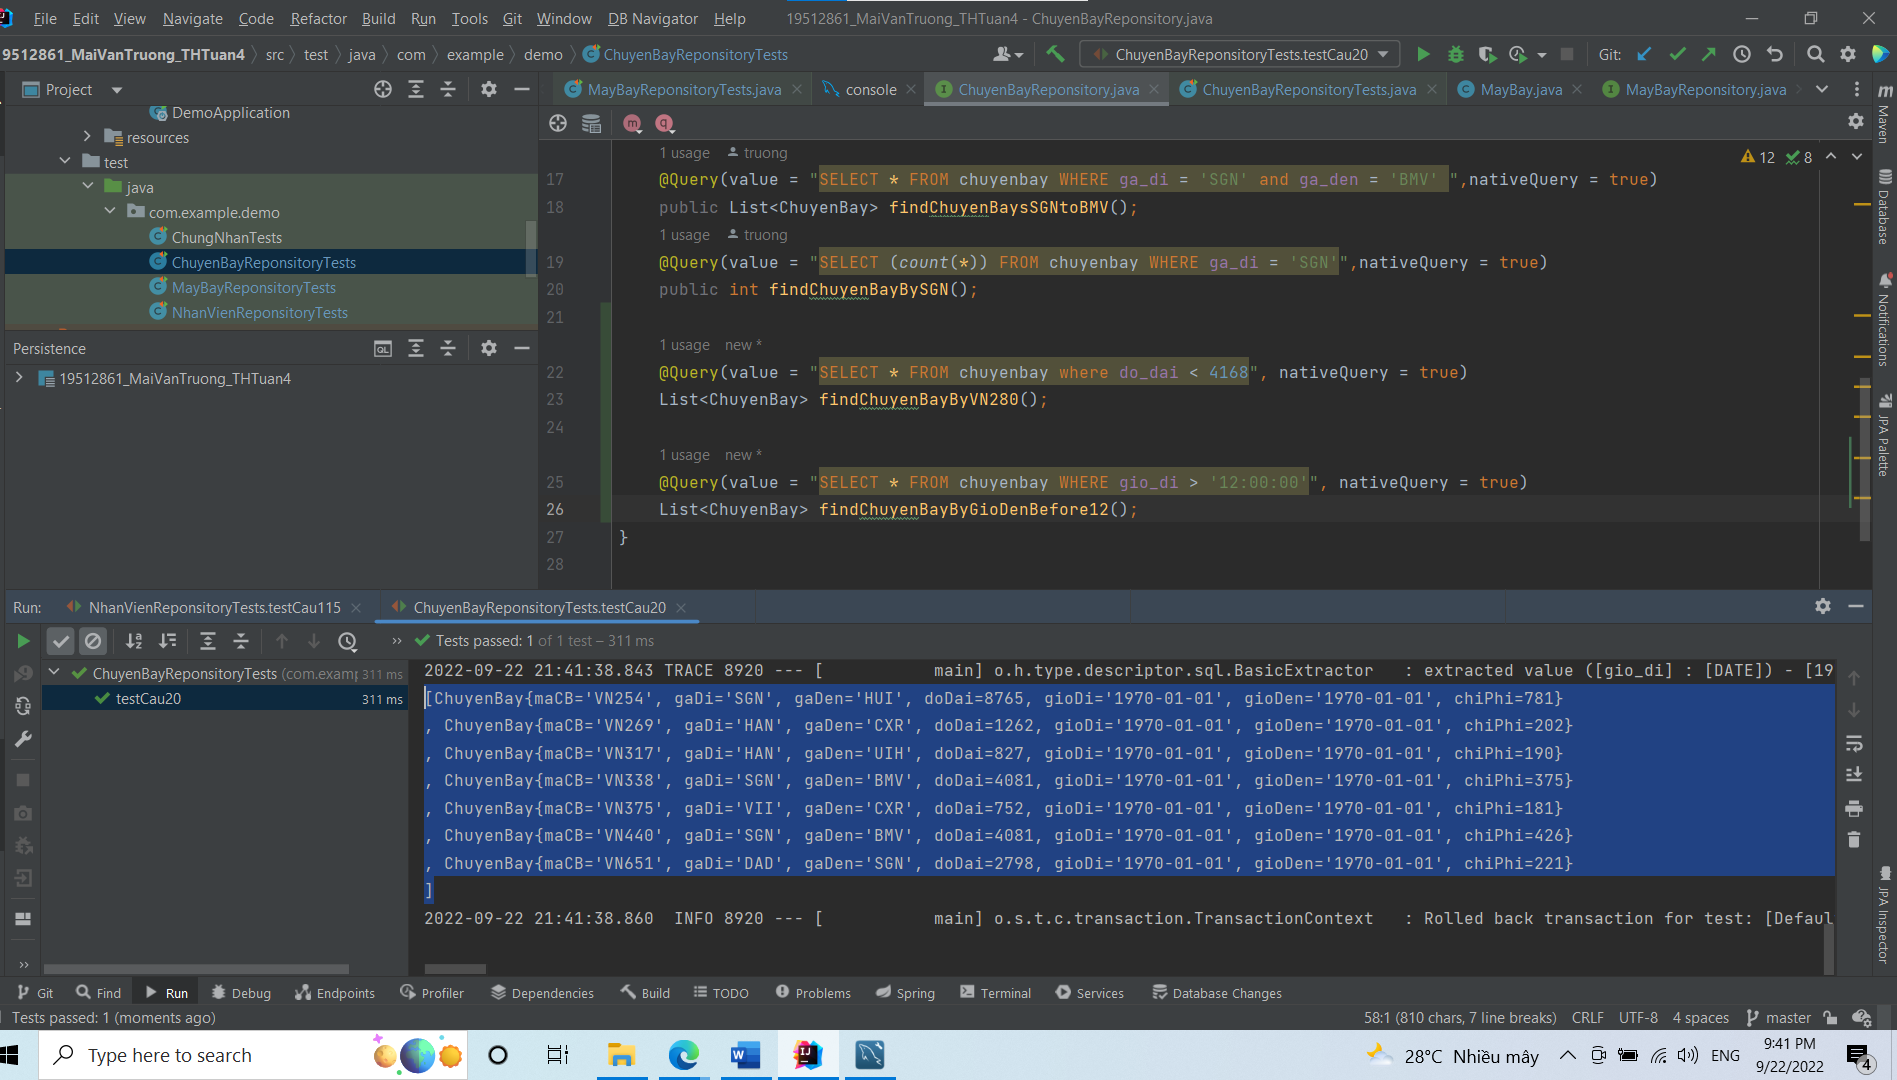 File Edit View Navigate Code Refactor Build Run Tools Git Window DB Navigator Help 19512861_MaiVanTruong_THTuan4 - ChuyenBayReponsitory.java
9512861_MaiVanTruong_THTuan4 src test java com example demo ChuyenBayReponsitoryTests ChuyenBayReponsitoryTests.testCau20 Git:
Project MayBayReponsitoryTests.java console ChuyenBayReponsitory.java ChuyenBayReponsitoryTests.java MayBay.java MayBayReponsitory.java
DemoApplication
resources
test
java
com.example.demo
ChungNhanTests
ChuyenBayReponsitoryTests
MayBayReponsitoryTests
NhanVienReponsitoryTests
Persistence
19512861_MaiVanTruong_THTuan4
1 usage truong
12 8
17 @Query(value = "SELECT * FROM chuyenbay WHERE ga_di = 'SGN' and ga_den = 'BMV' ",nativeQuery = true)
18 public List<ChuyenBay> findChuyenBaysSGNtoBMV();
1 usage truong
19 @Query(value = "SELECT (count(*)) FROM chuyenbay WHERE ga_di = 'SGN'",nativeQuery = true)
20 public int findChuyenBayBySGN();
21
1 usage new *
22 @Query(value = "SELECT * FROM chuyenbay where do_dai < 4168", nativeQuery = true)
23 List<ChuyenBay> findChuyenBayByVN280();
24
1 usage new *
25 @Query(value = "SELECT * FROM chuyenbay WHERE gio_di > '12:00:00'", nativeQuery = true)
26 List<ChuyenBay> findChuyenBayByGioDenBefore12();
27 }
28
Maven
Database
Notifications
JPA Palette
JPA Inspector
Run: NhanVienReponsitoryTests.testCau115 ChuyenBayReponsitoryTests.testCau20
Tests passed: 1 of 1 test – 311 ms
ChuyenBayReponsitoryTests (com.examp 311 ms
testCau20 311 ms
2022-09-22 21:41:38.843 TRACE 8920 --- [ main] o.h.type.descriptor.sql.BasicExtractor : extracted value ([gio_di] : [DATE]) - [19
[ChuyenBay{maCB='VN254', gaDi='SGN', gaDen='HUI', doDai=8765, gioDi='1970-01-01', gioDen='1970-01-01', chiPhi=781}
, ChuyenBay{maCB='VN269', gaDi='HAN', gaDen='CXR', doDai=1262, gioDi='1970-01-01', gioDen='1970-01-01', chiPhi=202}
, ChuyenBay{maCB='VN317', gaDi='HAN', gaDen='UIH', doDai=827, gioDi='1970-01-01', gioDen='1970-01-01', chiPhi=190}
, ChuyenBay{maCB='VN338', gaDi='SGN', gaDen='BMV', doDai=4081, gioDi='1970-01-01', gioDen='1970-01-01', chiPhi=375}
, ChuyenBay{maCB='VN375', gaDi='VII', gaDen='CXR', doDai=752, gioDi='1970-01-01', gioDen='1970-01-01', chiPhi=181}
, ChuyenBay{maCB='VN440', gaDi='SGN', gaDen='BMV', doDai=4081, gioDi='1970-01-01', gioDen='1970-01-01', chiPhi=426}
, ChuyenBay{maCB='VN651', gaDi='DAD', gaDen='SGN', doDai=2798, gioDi='1970-01-01', gioDen='1970-01-01', chiPhi=221}
]
2022-09-22 21:41:38.860 INFO 8920 --- [ main] o.s.t.c.transaction.TransactionContext : Rolled back transaction for test: [Defaul
Git Find Run Debug Endpoints Profiler Dependencies Build TODO Problems Spring Terminal Services Database Changes
Tests passed: 1 (moments ago) 58:1 (810 chars, 7 line breaks) CRLF UTF-8 4 spaces master
Type here to search 28°C Nhiều mây ENG 9:41 PM
9/22/2022 4